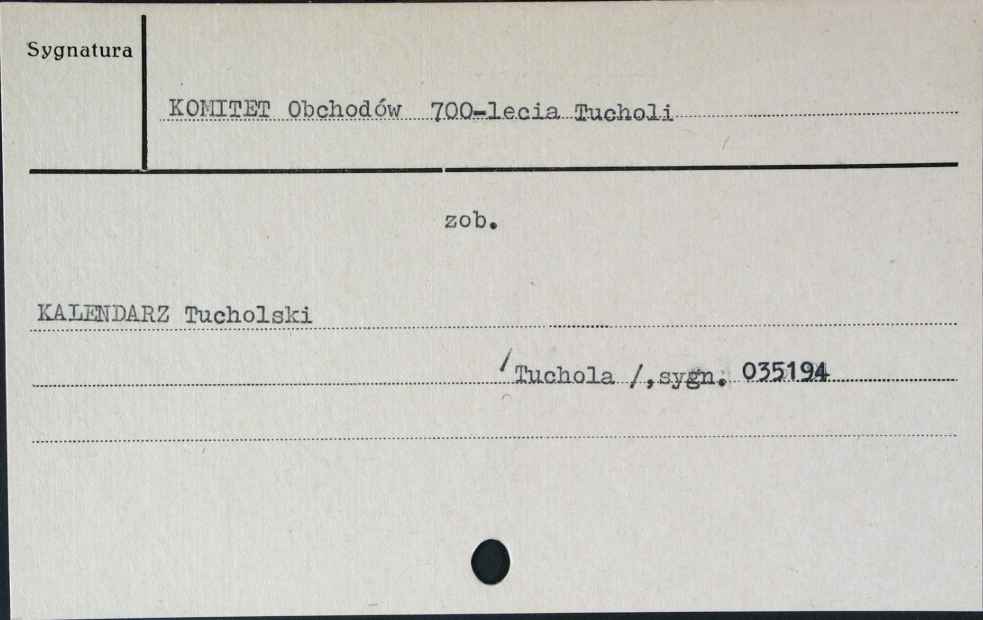 Sygnatura
KOMITET Obchodów 700-lecia Tucholi
zob.
KALENDARZ Tucholski
/Tuchola /,sygn. 035194